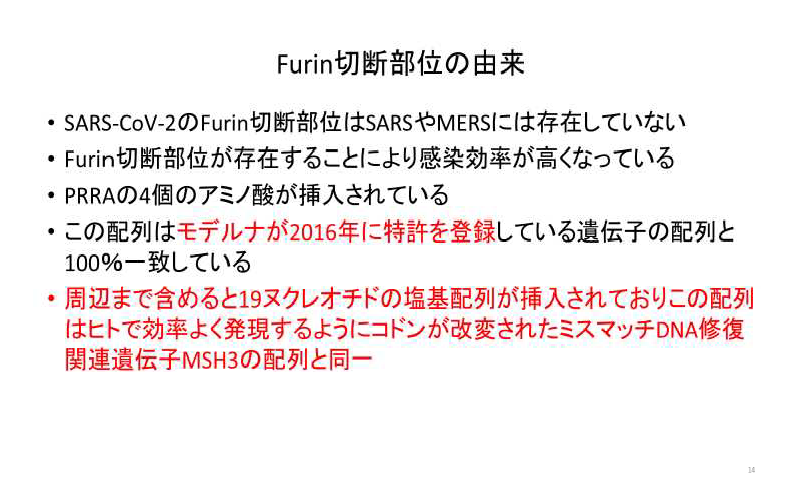 Furin切断部位の由来
• SARS-CoV-2のFurin切断部位はSARSやMERSには存在していない
• Furin切断部位が存在することにより感染効率が高くなっている
• PRRAの4個のアミノ酸が挿入されている
• この配列はモデルナが2016年に特許を登録している遺伝子の配列と
100%一致している
• 周辺まで含めると19ヌクレオチドの塩基配列が挿入されておりこの配列
はヒトで効率よく発現するようにコドンが改変されたミスマッチDNA修復
関連遺伝子MSH3の配列と同一
14